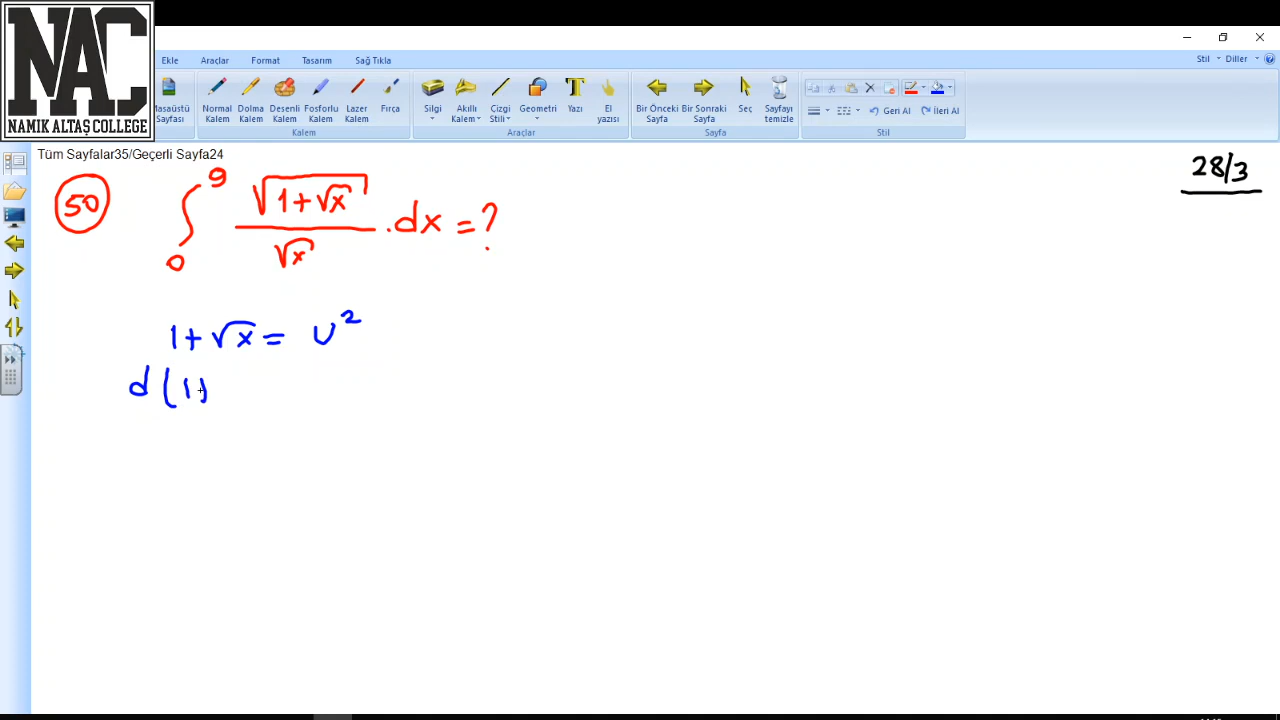 NAC
NAMIK ALTAŞ COLLEGE
Ekle Araçlar Format Tasarım Sağ Tıkla
Stil Diller
Masaüstü Sayfası
Normal Kalem
Dolma Kalem
Desenli Kalem
Fosforlu Kalem
Lazer Kalem
Fırça
Silgi
Akıllı Kalem
Çizgi Stili
Geometri
Yazı
El yazısı
Bir Önceki Sayfa
Bir Sonraki Sayfa
Seç
Sayfayı temizle
Geri Al
İleri Al
Kalem Araçlar Sayfa Stil
Tüm Sayfalar35/Geçerli Sayfa24
28/3
50 ∫₀⁹ √(1+√x)/√x .dx = ?
1+√x = u²
d(1)